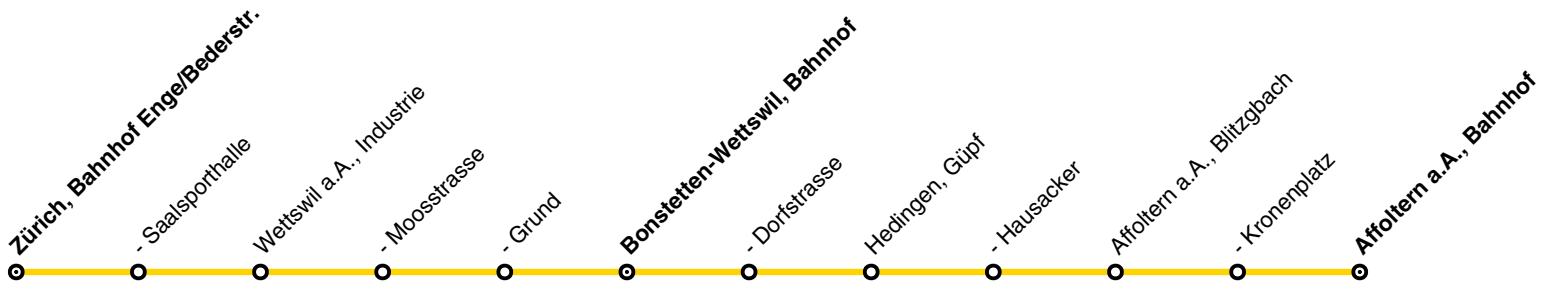 Zürich, Bahnhof Enge/Bederstr.
- Saalsporthalle
Wettswil a.A., Industrie
- Moosstrasse
- Grund
Bonstetten-Wettswil, Bahnhof
- Dorfstrasse
Hedingen, Güpf
- Hausacker
Affoltern a.A., Blitzgbach
- Kronenplatz
Affoltern a.A., Bahnhof